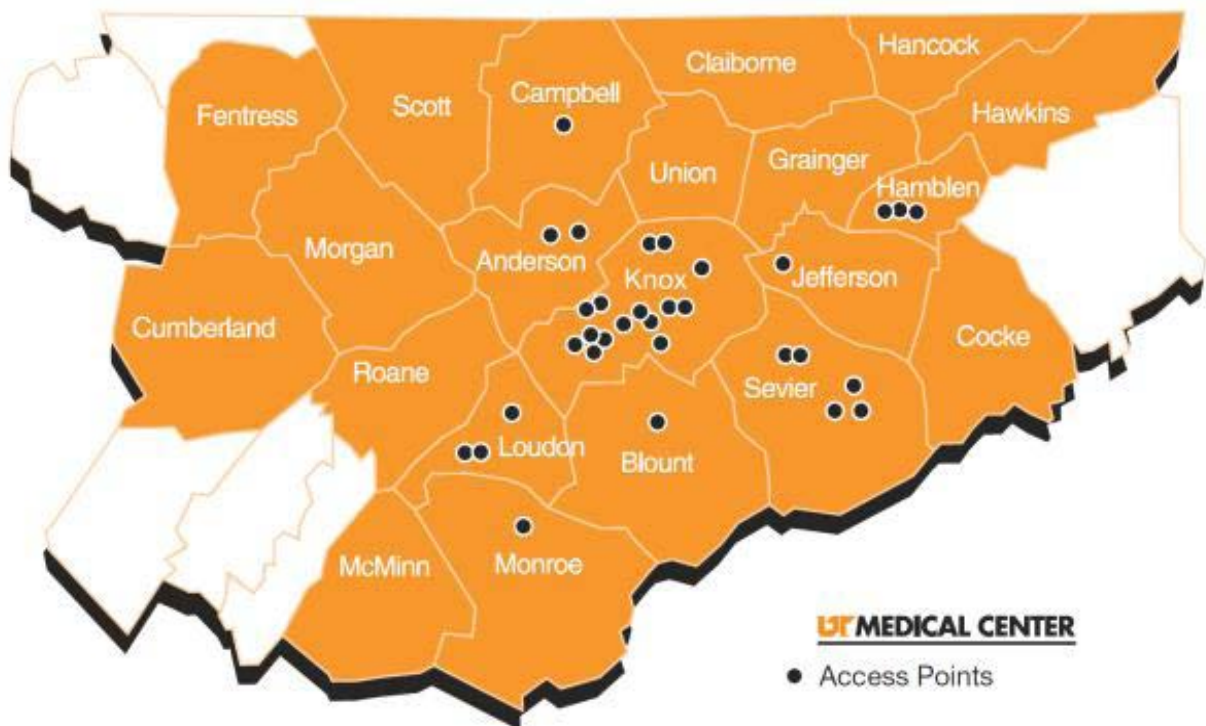 Hancock
Claiborne
Scott
Campbell
Fentress
Hawkins
Union
Grainger
Hamblen
Morgan
Anderson
Knox
Jefferson
Cumberland
Roane
Cocke
Sevier
Loudon
Blount
McMinn
Monroe
UT MEDICAL CENTER
Access Points